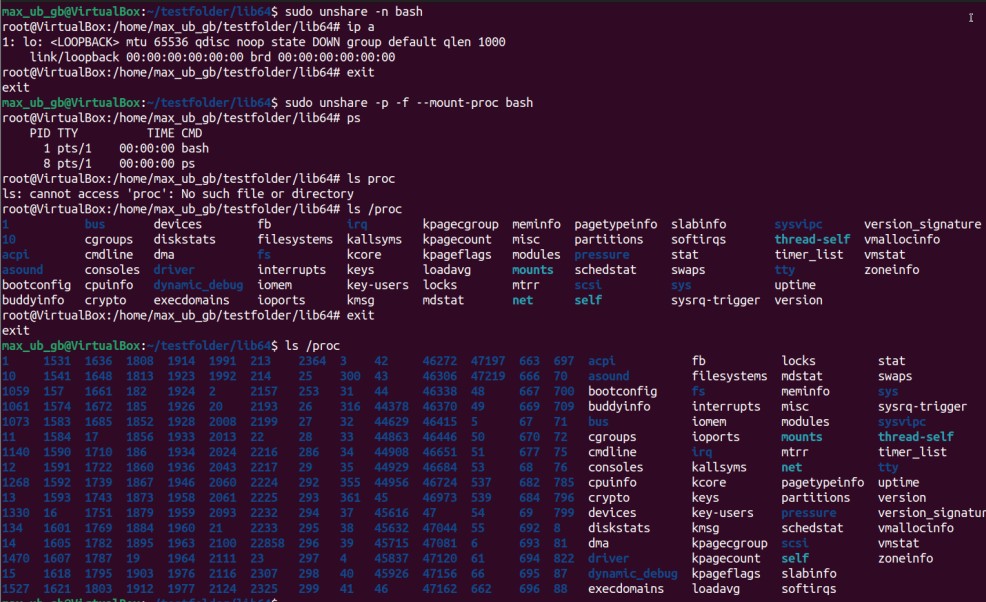 max_ub_gb@VirtualBox:~/testfolder/lib64$ sudo unshare -n bash
root@VirtualBox:/home/max_ub_gb/testfolder/lib64# ip a
1: lo: <LOOPBACK> mtu 65536 qdisc noop state DOWN group default qlen 1000
    link/loopback 00:00:00:00:00:00 brd 00:00:00:00:00:00
root@VirtualBox:/home/max_ub_gb/testfolder/lib64# exit
exit
max_ub_gb@VirtualBox:~/testfolder/lib64$ sudo unshare -p -f --mount-proc bash
root@VirtualBox:/home/max_ub_gb/testfolder/lib64# ps
    PID TTY          TIME CMD
      1 pts/1    00:00:00 bash
      8 pts/1    00:00:00 ps
root@VirtualBox:/home/max_ub_gb/testfolder/lib64# ls proc
ls: cannot access 'proc': No such file or directory
root@VirtualBox:/home/max_ub_gb/testfolder/lib64# ls /proc
1 bus devices fb irq kpagecgroup meminfo pagetypeinfo slabinfo sysvipc version_signature
10 cgroups diskstats filesystems kallsyms kpagecount misc partitions softirqs thread-self vmallocinfo
acpi cmdline dma fs kcore kpageflags modules pressure stat timer_list vmstat
asound consoles driver interrupts keys loadavg mounts schedstat swaps tty zoneinfo
bootconfig cpuinfo dynamic_debug iomem key-users locks mtrr scsi sys uptime
buddyinfo crypto execdomains ioports kmsg mdstat net self sysrq-trigger version
root@VirtualBox:/home/max_ub_gb/testfolder/lib64# exit
exit
max_ub_gb@VirtualBox:~/testfolder/lib64$ ls /proc
1 1531 1636 1808 1914 1991 213 2364 3 42 46272 47197 663 697 acpi fb locks stat
10 1541 1648 1813 1923 1992 214 25 300 43 46306 47219 666 70 asound filesystems mdstat swaps
1059 157 1661 182 1924 2 2157 253 31 44 46338 48 667 700 bootconfig fs meminfo sys
1061 1574 1672 185 1926 20 2193 26 316 44378 46370 49 669 709 buddyinfo interrupts misc sysrq-trigger
1073 1583 1685 1852 1928 2008 2199 27 32 44629 46415 5 67 71 bus iomem modules sysvipc
11 1584 17 1856 1933 2013 22 28 33 44863 46446 50 670 72 cgroups ioports mounts thread-self
1140 1590 1710 186 1934 2024 2216 286 34 44908 46651 51 677 75 cmdline irq mtrr timer_list
12 1591 1722 1860 1936 2043 2217 29 35 44929 46684 53 68 76 consoles kallsyms net tty
1268 1592 1739 1867 1946 2060 2224 292 355 44956 46724 537 682 785 cpuinfo kcore pagetypeinfo uptime
13 1593 1743 1873 1958 2061 2225 293 361 45 46973 539 684 796 crypto keys partitions version
1330 16 1751 1879 1959 2093 2232 294 37 45616 47 54 69 799 devices key-users pressure version_signatur
134 1601 1769 1884 1960 21 2233 295 38 45632 47044 55 692 8 diskstats kmsg schedstat vmallocinfo
14 1605 1782 1895 1963 2100 22858 296 39 45715 47081 6 693 81 dma kpagecgroup scsi vmstat
1470 1607 1787 19 1964 2111 23 297 4 45837 47120 61 694 822 driver kpagecount self zoneinfo
15 1618 1795 1903 1976 2116 2307 298 40 45926 47156 66 695 87 dynamic_debug kpageflags slabinfo
1527 1621 1803 1912 1977 2124 2325 299 41 46 47162 662 696 88 execdomains loadavg softirqs